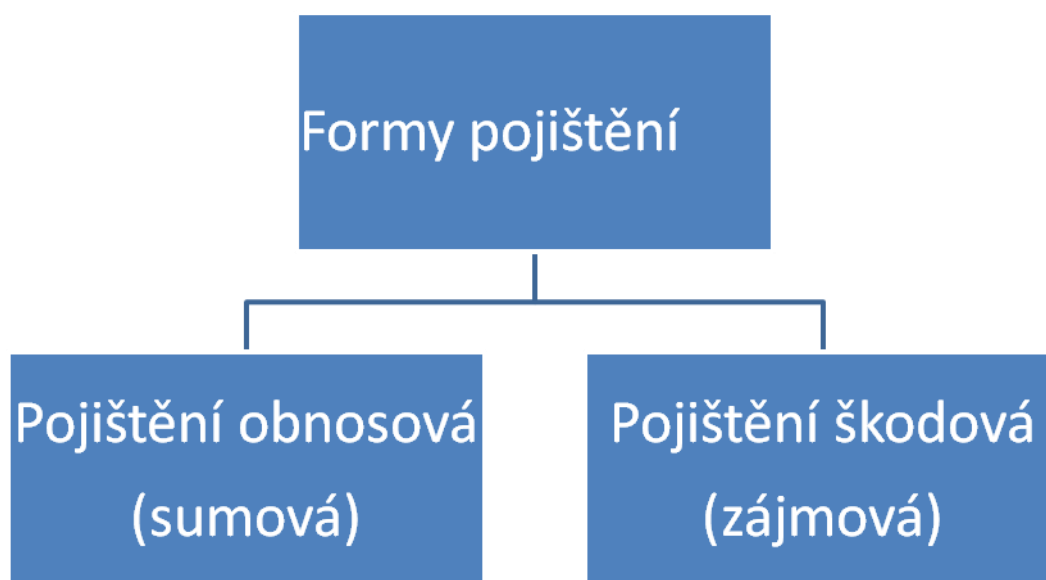 Formy pojištění
Pojištění obnosová
(sumová)
Pojištění škodová
(zájmová)